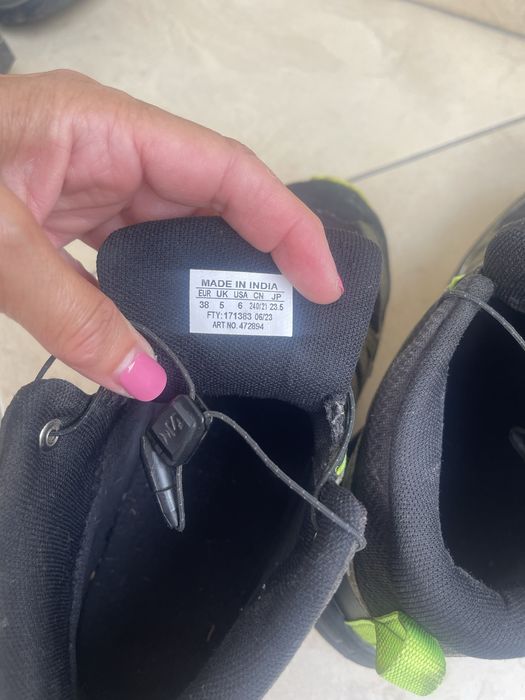 MADE IN INDIA
EUR UK USA CN JP
38 5 6 240(2) 23.5
FTY:171383 06/23
ART NO. 472894